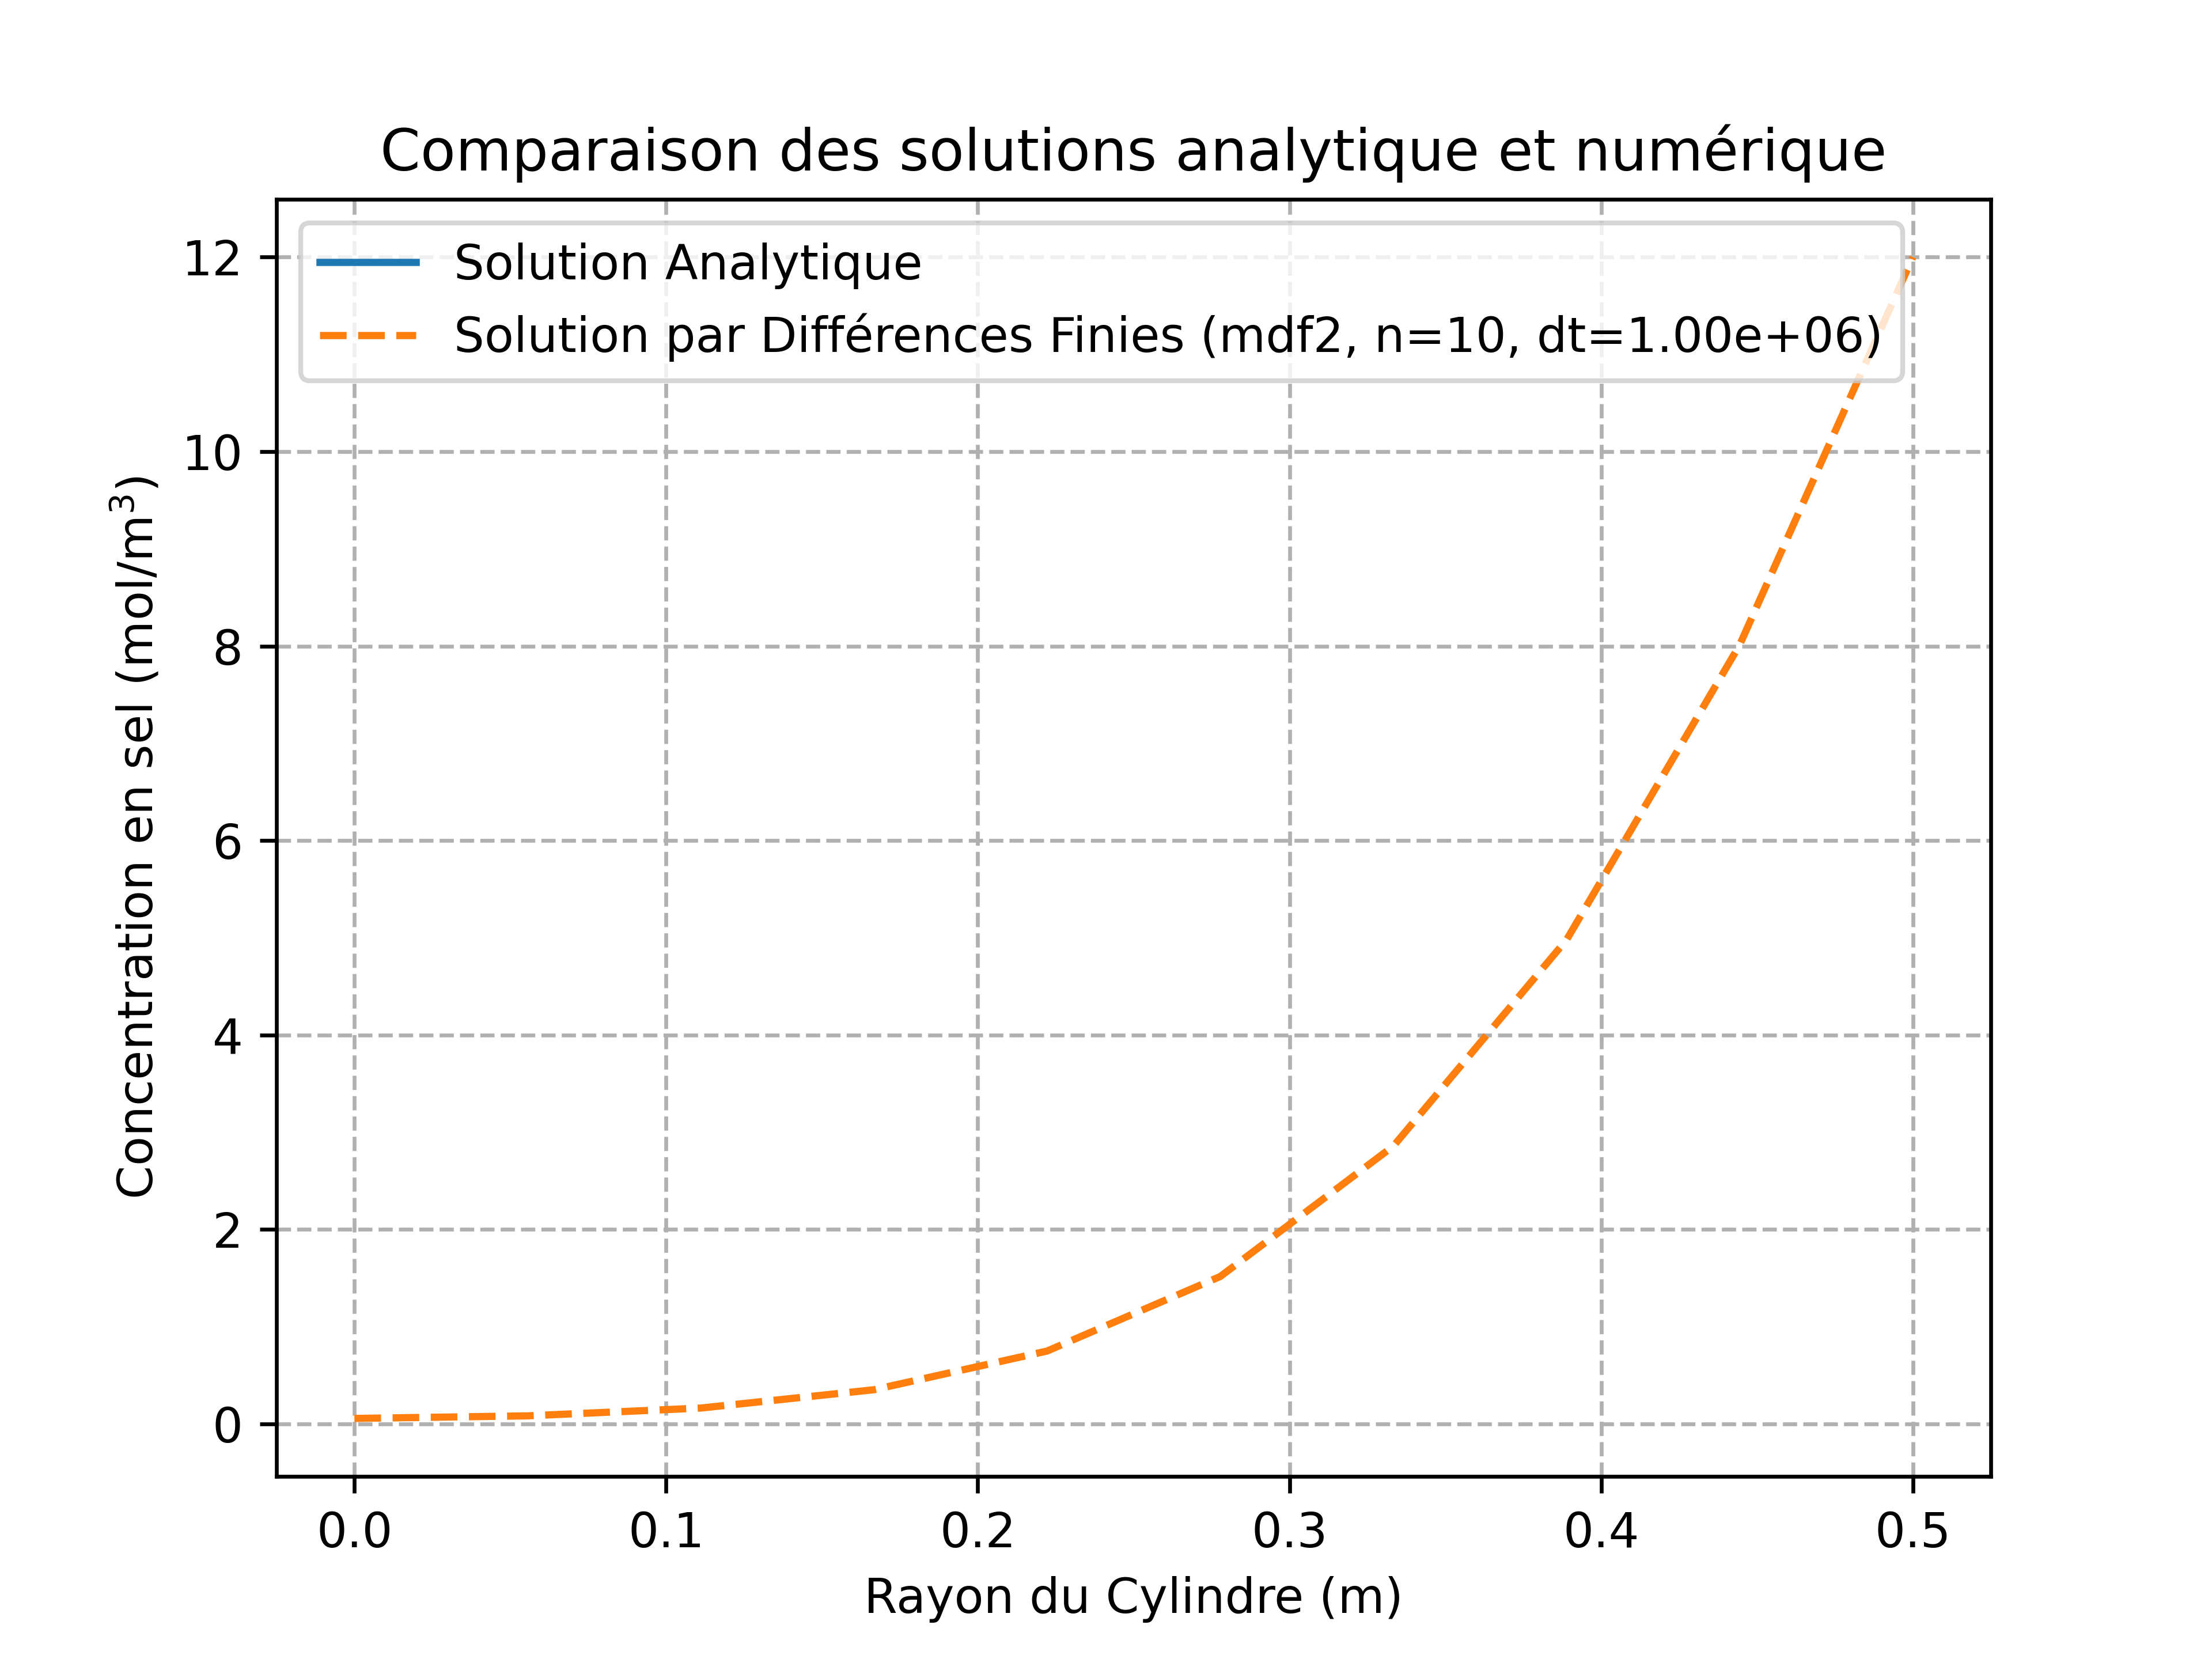 Comparaison des solutions analytique et numérique
Solution Analytique
Solution par Différences Finies (mdf2, n=10, dt=1.00e+06)
Concentration en sel (mol/m³)
12
10
8
6
4
2
0
0.0 0.1 0.2 0.3 0.4 0.5
Rayon du Cylindre (m)